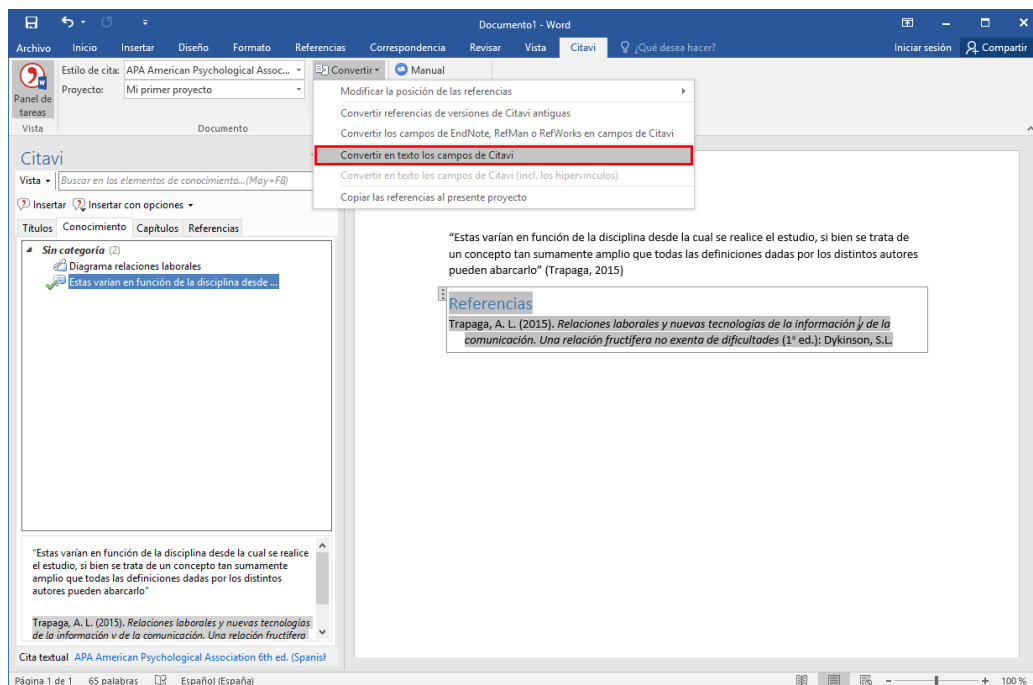 Documento1 - Word
Archivo Inicio Insertar Diseño Formato Referencias Correspondencia Revisar Vista Citavi ¿Qué desea hacer? Iniciar sesión Compartir
Panel de tareas
Vista
Estilo de cita: APA American Psychological Assoc...
Proyecto: Mi primer proyecto
Documento
Convertir Manual
Modificar la posición de las referencias
Convertir referencias de versiones de Citavi antiguas
Convertir los campos de EndNote, RefMan o RefWorks en campos de Citavi
Convertir en texto los campos de Citavi
Convertir en texto los campos de Citavi (incl. los hipervínculos)
Copiar las referencias al presente proyecto
Citavi
Vista Buscar en los elementos de conocimiento...(May+F8)
Insertar Insertar con opciones
Títulos Conocimiento Capítulos Referencias
Sin categoría (2)
Diagrama relaciones laborales
Estas varían en función de la disciplina desde ...
"Estas varían en función de la disciplina desde la cual se realice
el estudio, si bien se trata de un concepto tan sumamente
amplio que todas las definiciones dadas por los distintos
autores pueden abarcarlo"
Trapaga, A. L. (2015). Relaciones laborales y nuevas tecnologías
de la información y de la comunicación. Una relación fructífera
Cita textual APA American Psychological Association 6th ed. (Spanish
“Estas varían en función de la disciplina desde la cual se realice el estudio, si bien se trata de
un concepto tan sumamente amplio que todas las definiciones dadas por los distintos autores
pueden abarcarlo” (Trapaga, 2015)
Referencias
Trapaga, A. L. (2015). Relaciones laborales y nuevas tecnologías de la información y de la
comunicación. Una relación fructífera no exenta de dificultades (1ª ed.): Dykinson, S.L.
Página 1 de 1 65 palabras Español (España) 100 %